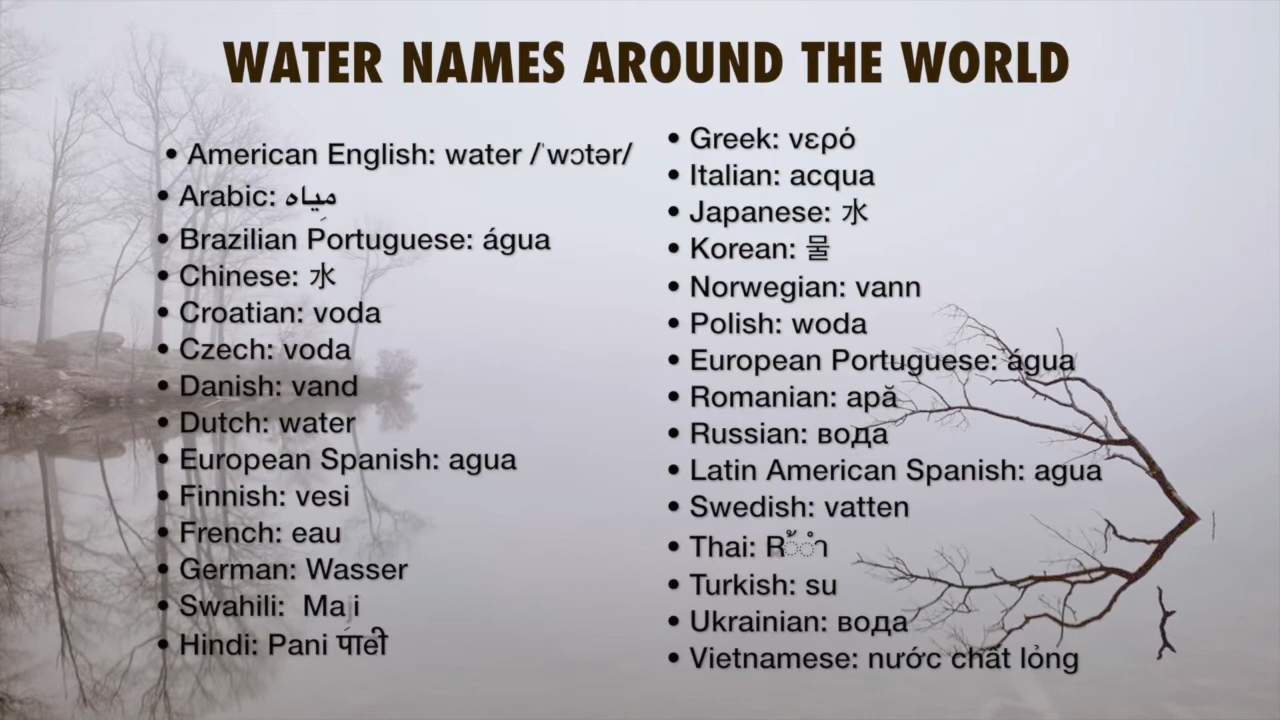 WATER NAMES AROUND THE WORLD
• American English: water /ˈwɔtər/
• Arabic: مِياه
• Brazilian Portuguese: água
• Chinese: 水
• Croatian: voda
• Czech: voda
• Danish: vand
• Dutch: water
• European Spanish: agua
• Finnish: vesi
• French: eau
• German: Wasser
• Swahili: Maji
• Hindi: Pani
• Greek: νερό
• Italian: acqua
• Japanese: 水
• Korean: 물
• Norwegian: vann
• Polish: woda
• European Portuguese: água
• Romanian: apă
• Russian: вода
• Latin American Spanish: agua
• Swedish: vatten
• Thai:
• Turkish: su
• Ukrainian: вода
• Vietnamese: nước chất lỏng